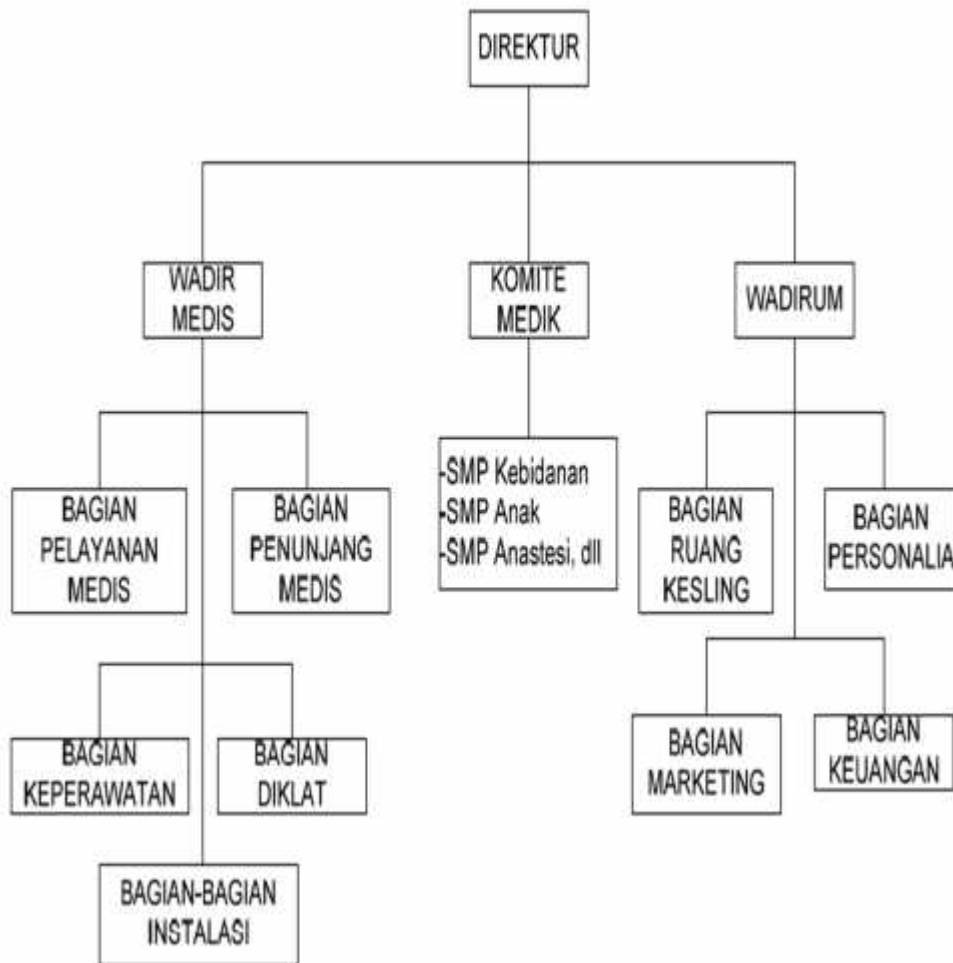 DIREKTUR
WADIR
MEDIS
KOMITE
MEDIK
WADIRUM
-SMP Kebidanan
-SMP Anak
-SMP Anastesi, dll
BAGIAN
PELAYANAN
MEDIS
BAGIAN
PENUNJANG
MEDIS
BAGIAN
RUANG
KESLING
BAGIAN
PERSONALIA
BAGIAN
KEPERAWATAN
BAGIAN
DIKLAT
BAGIAN
MARKETING
BAGIAN
KEUANGAN
BAGIAN-BAGIAN
INSTALASI